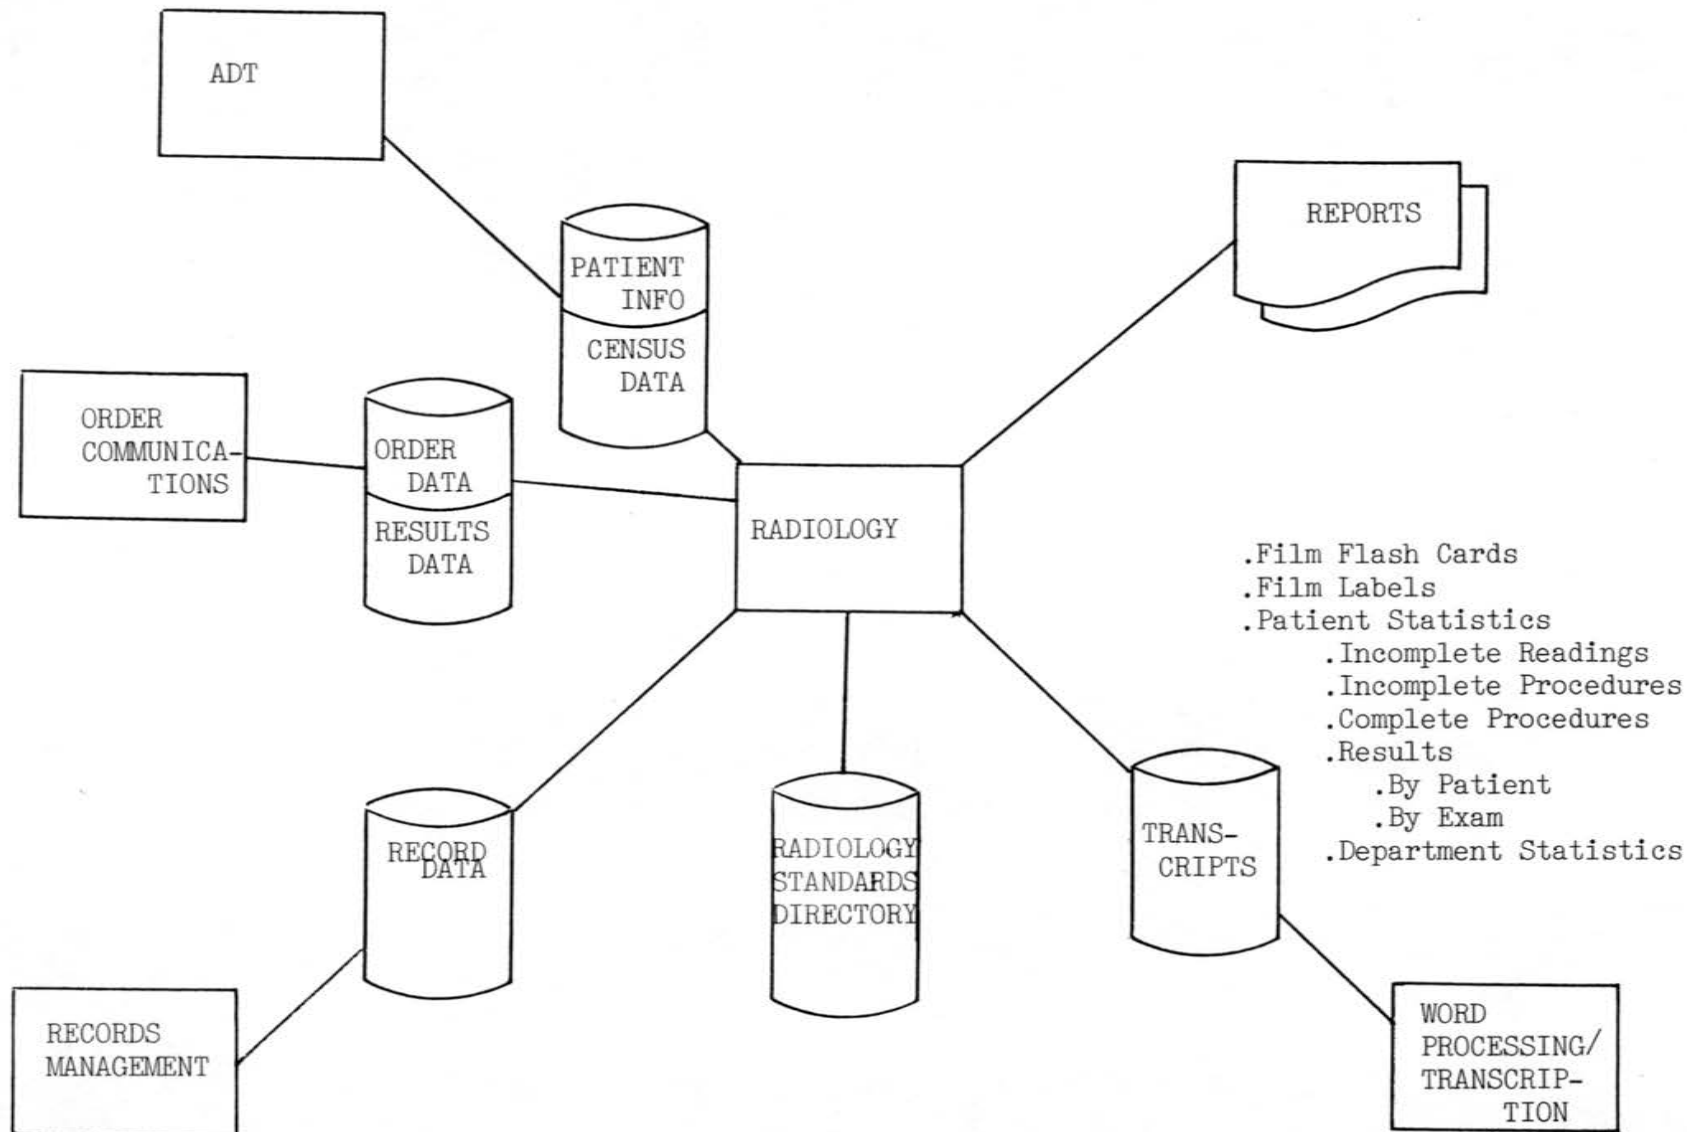 ADT
REPORTS
PATIENT
INFO
CENSUS
DATA
ORDER
COMMUNICA-
TIONS
ORDER
DATA
RESULTS
DATA
RADIOLOGY
.Film Flash Cards
.Film Labels
.Patient Statistics
.Incomplete Readings
.Incomplete Procedures
.Complete Procedures
.Results
.By Patient
.By Exam
.Department Statistics
RECORD
DATA
RADIOLOGY
STANDARDS
DIRECTORY
TRANS-
CRIPTS
RECORDS
MANAGEMENT
WORD
PROCESSING/
TRANSCRIP-
TION